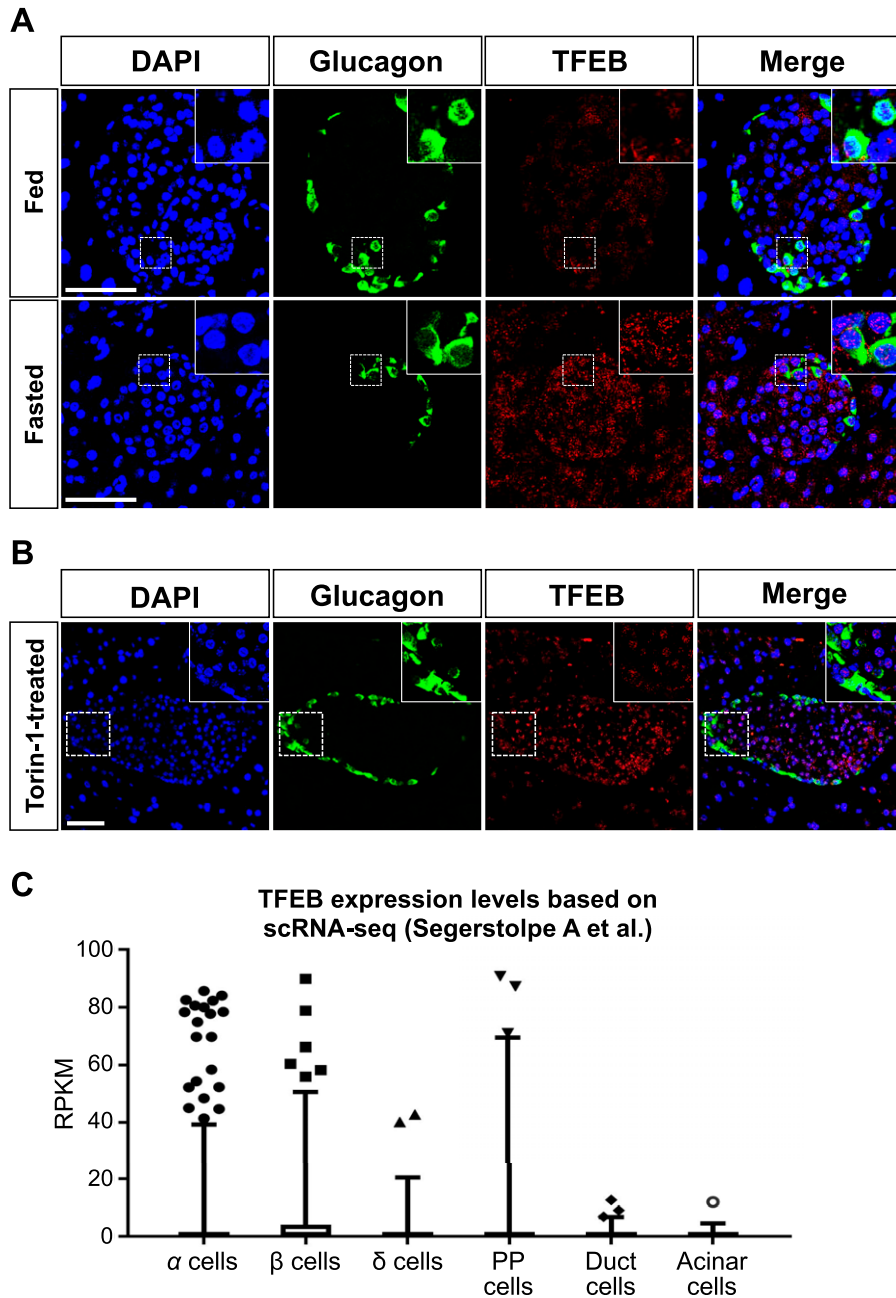 A
DAPI Glucagon TFEB Merge
Fed
Fasted
B
DAPI Glucagon TFEB Merge
Torin-1-treated
C
TFEB expression levels based on
scRNA-seq (Segerstolpe A et al.)
100
80
60
40
20
0
RPKM
α cells β cells δ cells PP cells Duct cells Acinar cells